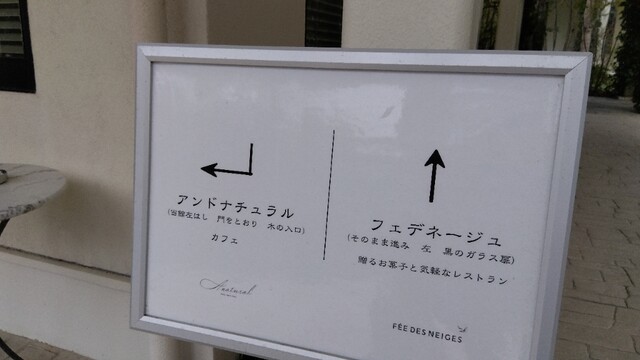 アンドナチュラル
(当館左はし 門をとおり 木の入口)
カフェ
フェデネージュ
(そのまま進み 左 黒のガラス扉)
贈るお菓子と気軽なレストラン
FÉE DES NEIGES